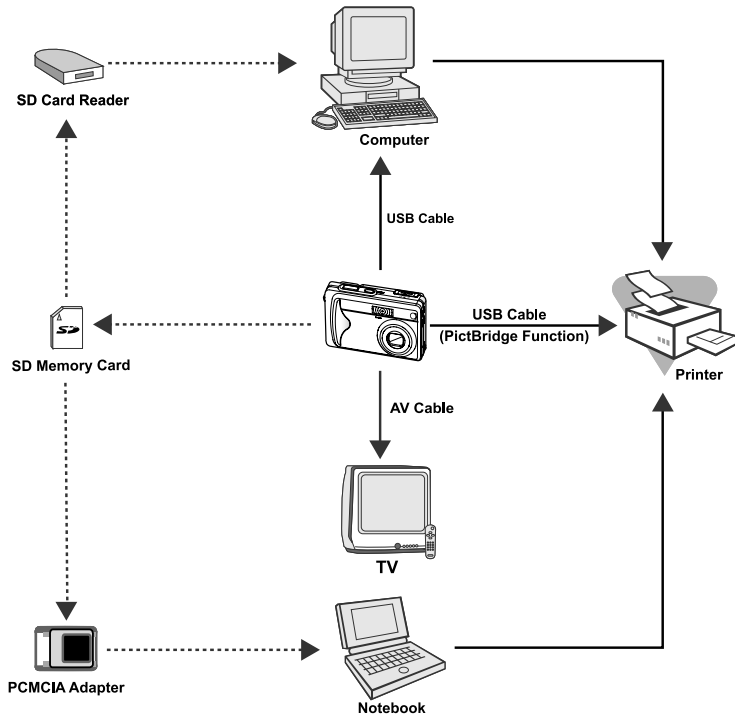 SD Card Reader
Computer
USB Cable
SD
SD Memory Card
USB Cable
(PictBridge Function)
Printer
AV Cable
TV
PCMCIA Adapter
Notebook